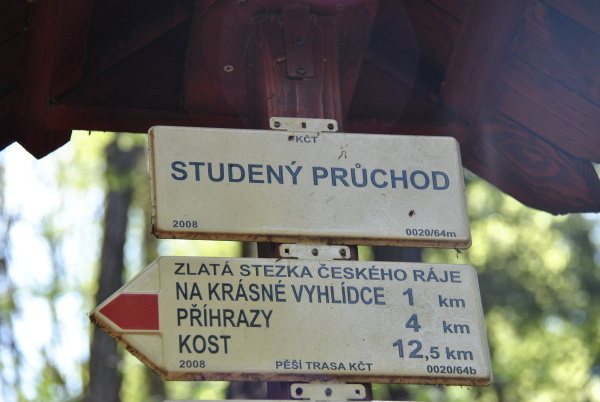 KČT
STUDENÝ PRŮCHOD
2008 0020/64m
ZLATÁ STEZKA ČESKÉHO RÁJE
NA KRÁSNÉ VYHLÍDCE 1 km
PŘÍHRAZY 4 km
KOST 12,5 km
2008 PĚŠÍ TRASA KČT 0020/64b